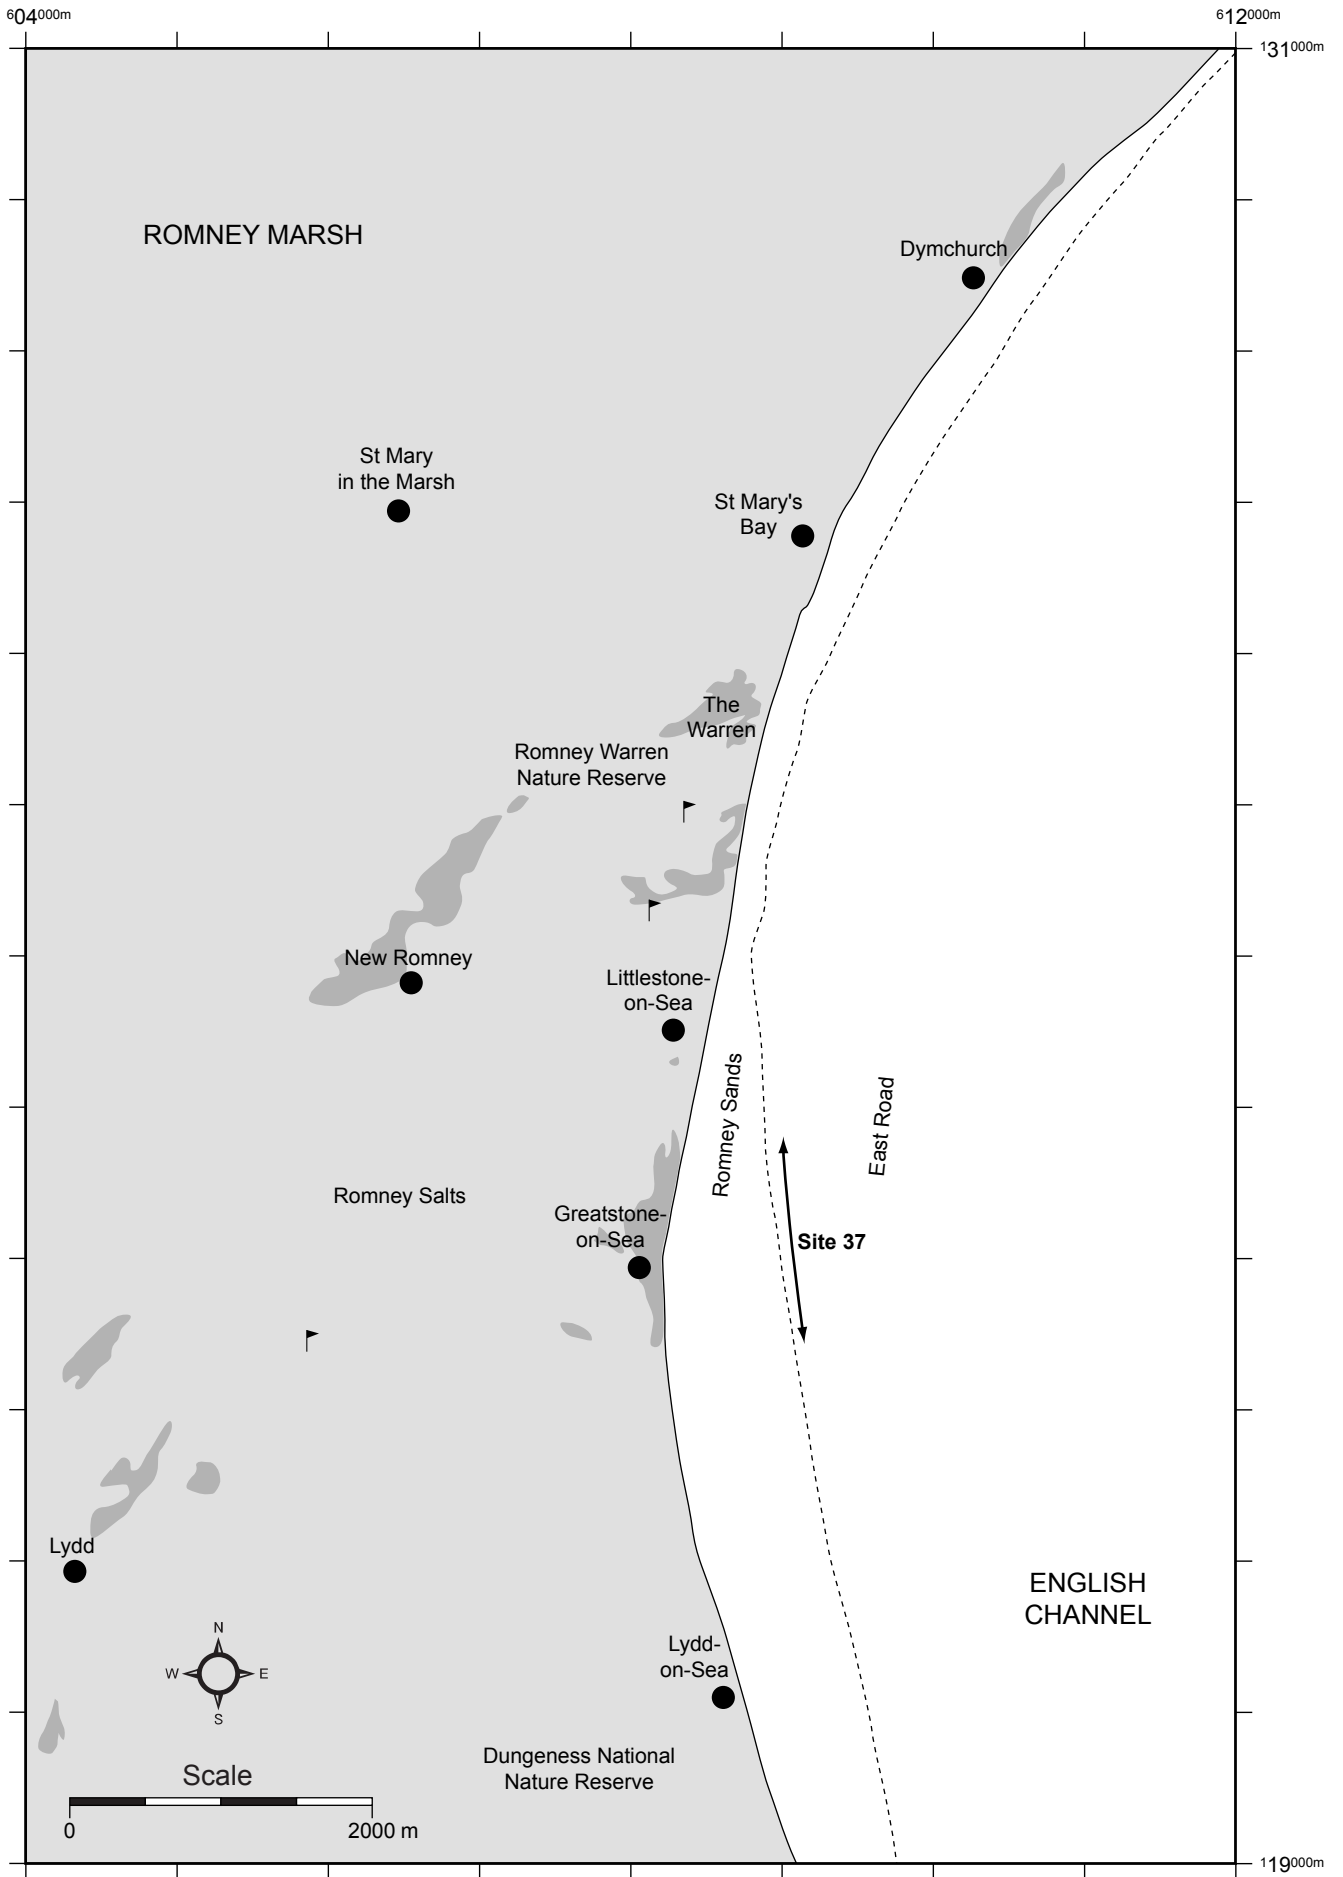 604000m
612000m
131000m
ROMNEY MARSH
Dymchurch
St Mary
in the Marsh
St Mary's
Bay
The
Warren
Romney Warren
Nature Reserve
New Romney
Littlestone-
on-Sea
Romney Sands
East Road
Romney Salts
Greatstone-
on-Sea
Site 37
Lydd
ENGLISH
CHANNEL
N
W
E
S
Lydd-
on-Sea
Dungeness National
Nature Reserve
Scale
0
2000 m
119000m